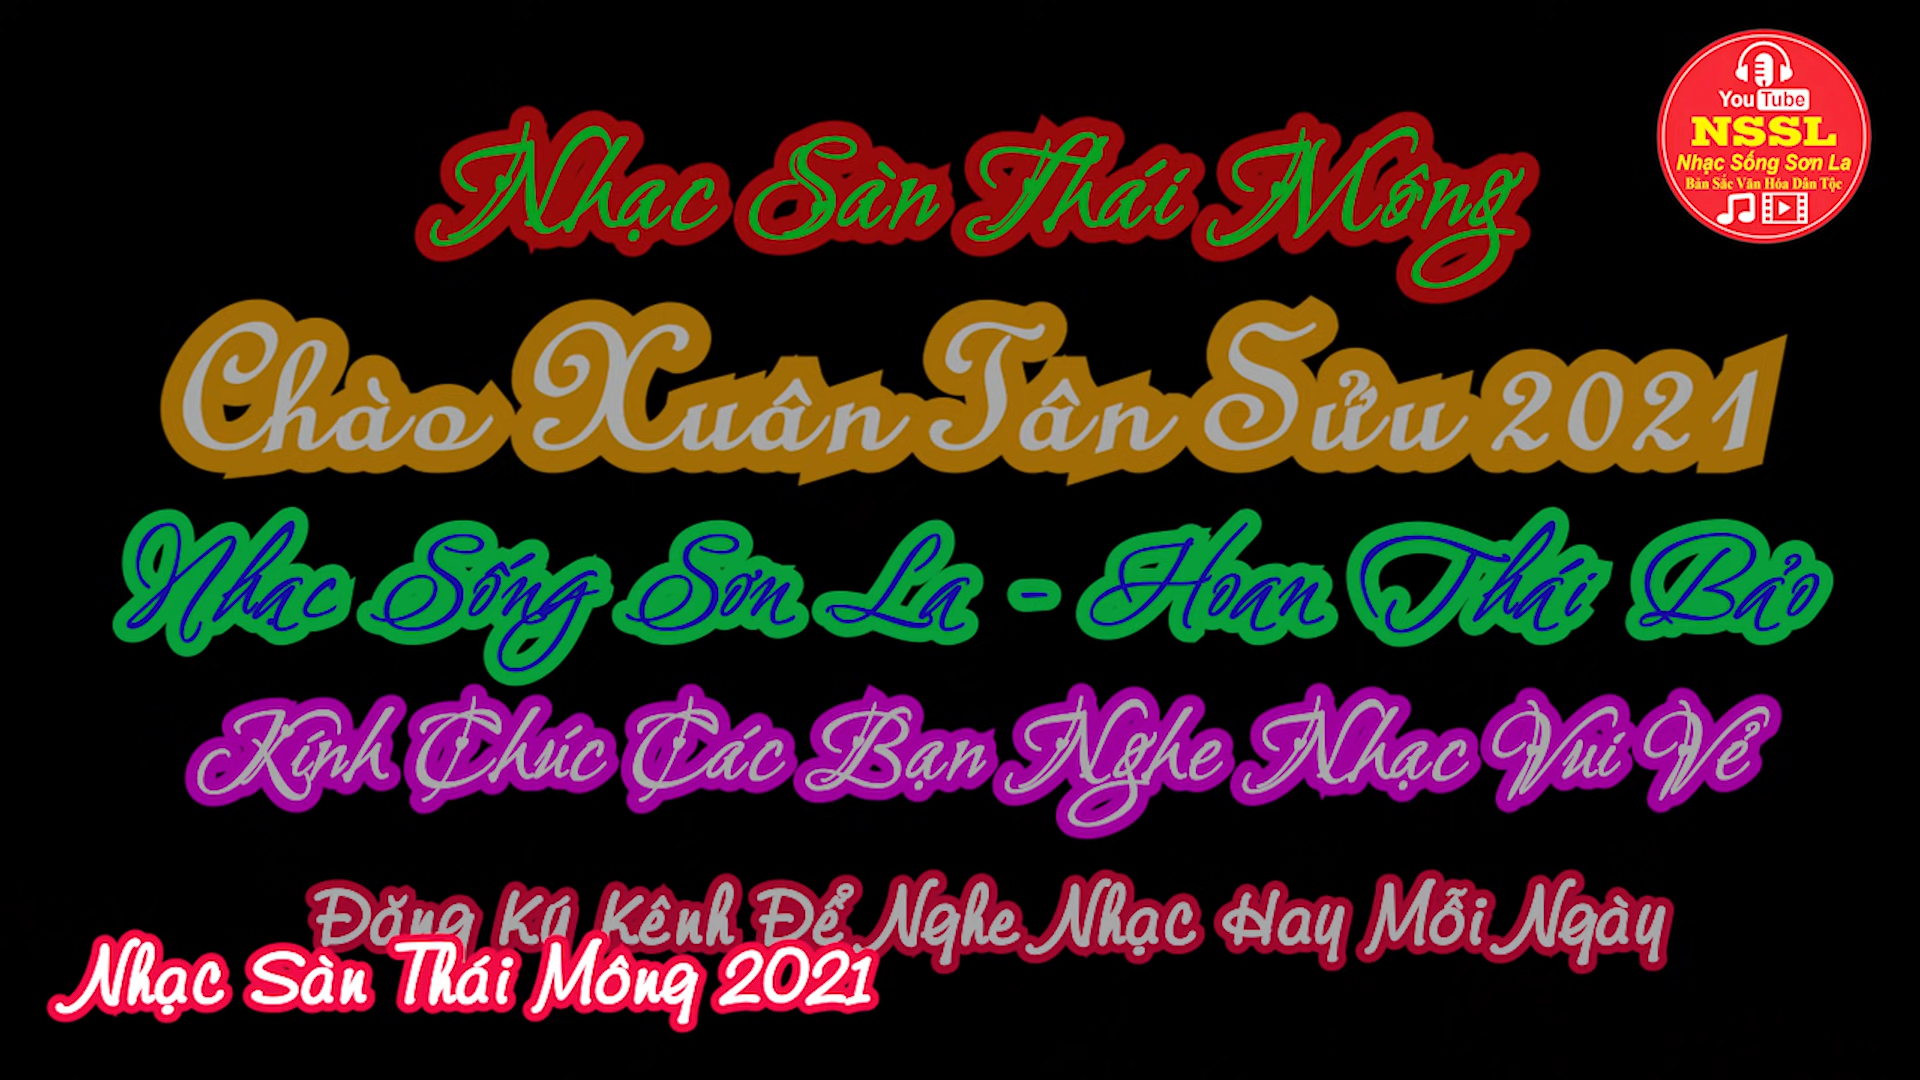 You Tube
NSSL
Nhạc Sống Sơn La
Bản Sắc Văn Hóa Dân Tộc
Nhạc Sàn Thái Mông
Chào Xuân Tân Sửu 2021
Nhạc Sống Sơn La - Hoan Thái Bảo
Kính Chúc Các Bạn Nghe Nhạc Vui Vẻ
Đăng Ký Kênh Để Nghe Nhạc Hay Mỗi Ngày
Nhạc Sàn Thái Mông 2021